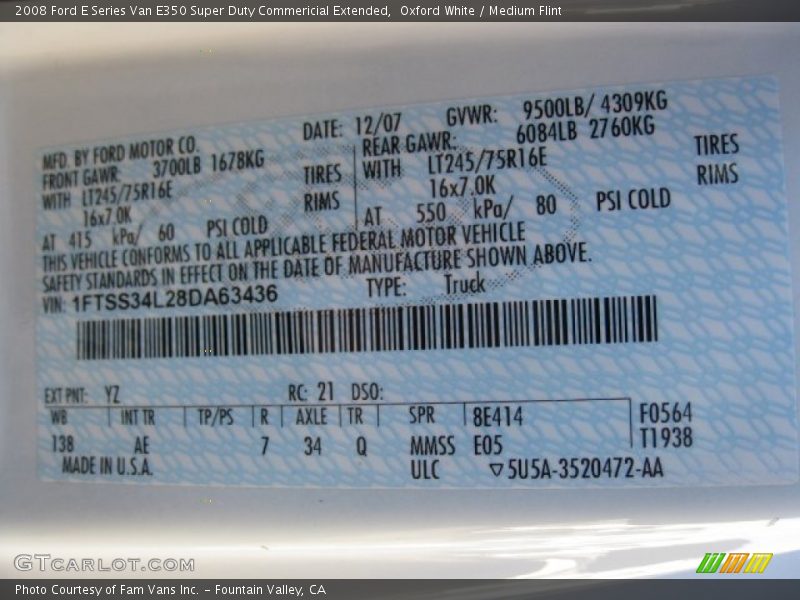 2008 Ford E Series Van E350 Super Duty Commericial Extended,  Oxford White / Medium Flint
MFD. BY FORD MOTOR CO. DATE: 12/07 GVWR: 9500LB/ 4309KG
FRONT GAWR: 3700LB 1678KG REAR GAWR: 6084LB 2760KG
WITH LT245/75R16E TIRES WITH LT245/75R16E TIRES
16x7.0K RIMS 16x7.0K RIMS
AT 415 kPa/ 60 PSI COLD AT 550 kPa/ 80 PSI COLD
THIS VEHICLE CONFORMS TO ALL APPLICABLE FEDERAL MOTOR VEHICLE
SAFETY STANDARDS IN EFFECT ON THE DATE OF MANUFACTURE SHOWN ABOVE.
VIN: 1FTSS34L28DA63436 TYPE: Truck
EXT PNT: YZ RC: 21 DSO:
WB INT TR TP/PS R AXLE TR SPR 8E414 F0564
138 AE 7 34 Q MMSS E05 T1938
MADE IN U.S.A. ULC ▽5U5A-3520472-AA
GTCARLOT.COM
Photo Courtesy of Fam Vans Inc. – Fountain Valley, CA